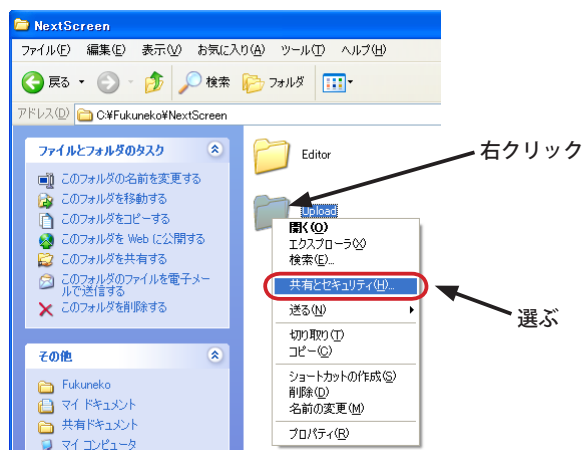 NextScreen
ファイル(F) 編集(E) 表示(V) お気に入り(A) ツール(T) ヘルプ(H)
戻る 検索 フォルダ
アドレス(D) C:¥Fukuneko¥NextScreen
ファイルとフォルダのタスク
このフォルダの名前を変更する
このフォルダを移動する
このフォルダをコピーする
このフォルダを Web に公開する
このフォルダを共有する
このフォルダのファイルを電子メー
ルで送信する
このフォルダを削除する
その他
Fukuneko
マイ ドキュメント
共有ドキュメント
マイ コンピュータ
Editor
Upload
開く(O)
エクスプローラ(X)
検索(E)...
共有とセキュリティ(H)...
送る(N)
切り取り(T)
コピー(C)
ショートカットの作成(S)
削除(D)
名前の変更(M)
プロパティ(R)
右クリック
選ぶ